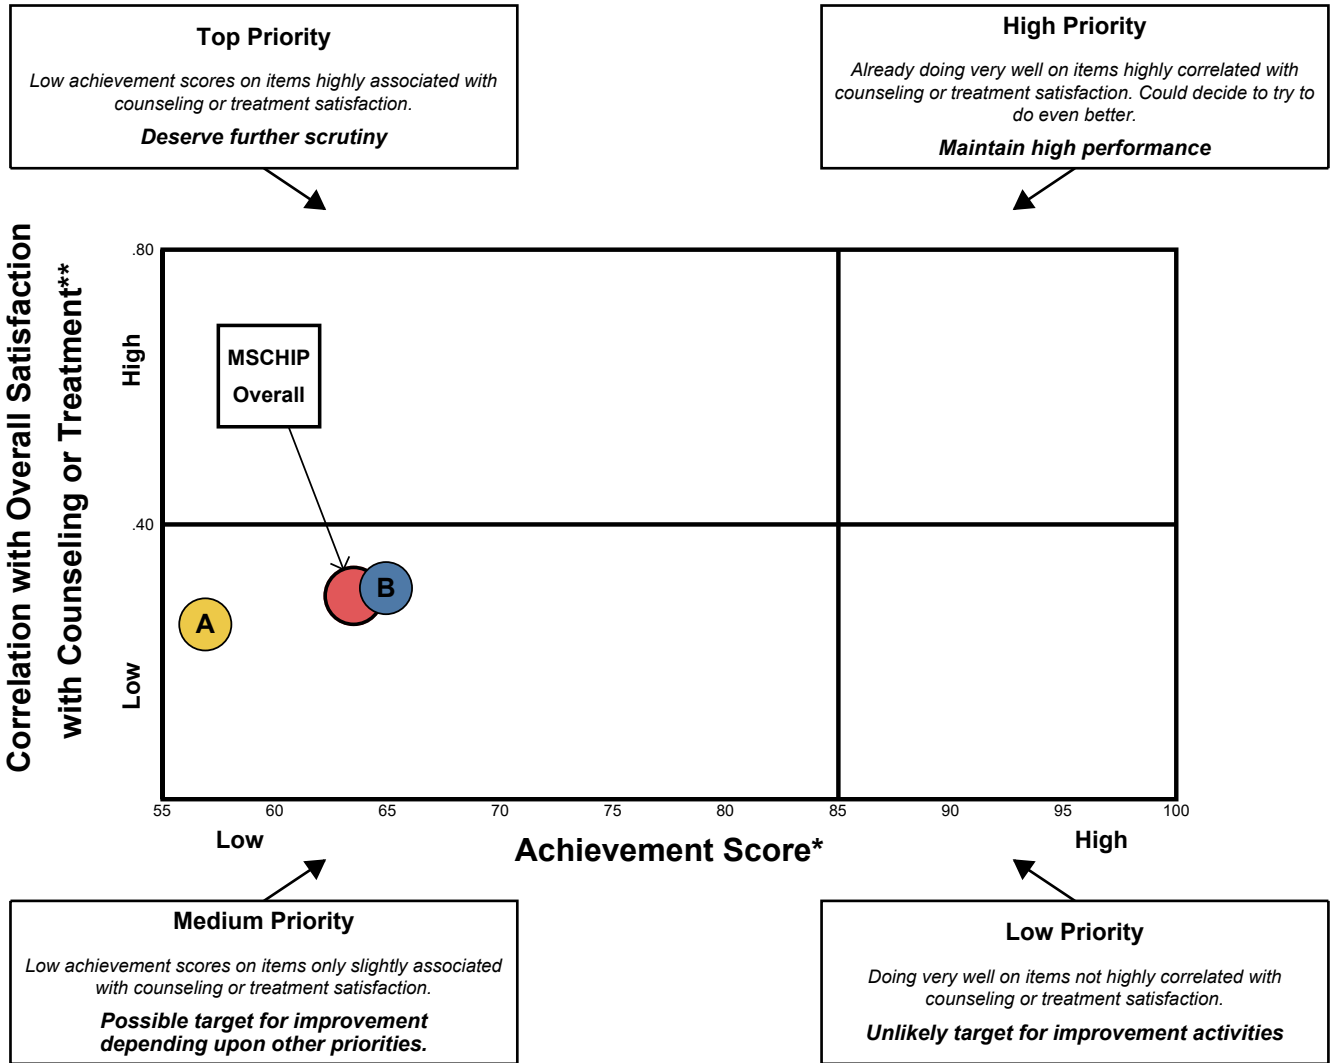 Top Priority
Low achievement scores on items highly associated with
counseling or treatment satisfaction.
Deserve further scrutiny
High Priority
Already doing very well on items highly correlated with
counseling or treatment satisfaction. Could decide to try to
do even better.
Maintain high performance
Correlation with Overall Satisfaction
with Counseling or Treatment**
High
Low
.80
.40
MSCHIP
Overall
A
B
55
60
65
70
75
80
85
90
95
100
Low
Achievement Score*
High
Medium Priority
Low achievement scores on items only slightly associated
with counseling or treatment satisfaction.
Possible target for improvement
depending upon other priorities.
Low Priority
Doing very well on items not highly correlated with
counseling or treatment satisfaction.
Unlikely target for improvement activities